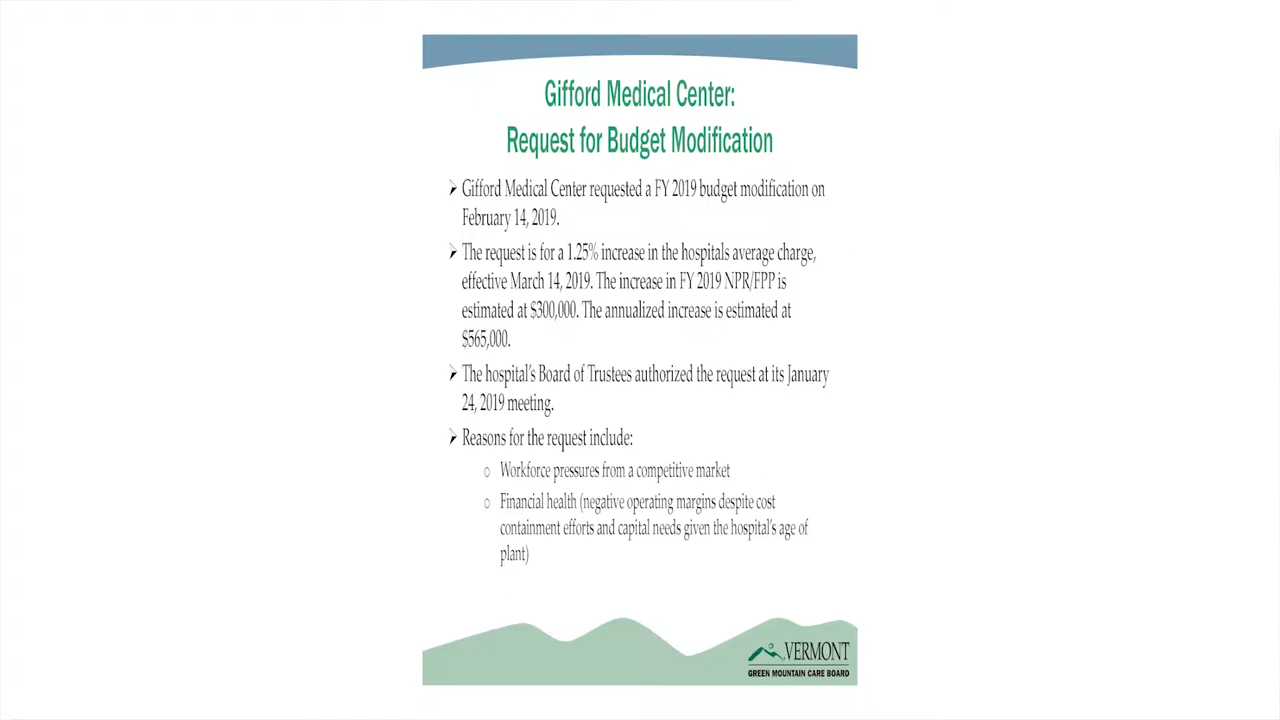 Gifford Medical Center:
Request for Budget Modification
➢ Gifford Medical Center requested a FY 2019 budget modification on
February 14, 2019.
➢ The request is for a 1.25% increase in the hospitals average charge,
effective March 14, 2019. The increase in FY 2019 NPR/FPP is
estimated at $300,000. The annualized increase is estimated at
$565,000.
➢ The hospital's Board of Trustees authorized the request at its January
24, 2019 meeting.
➢ Reasons for the request include:
○ Workforce pressures from a competitive market
○ Financial health (negative operating margins despite cost
containment efforts and capital needs given the hospital's age of
plant)
VERMONT
GREEN MOUNTAIN CARE BOARD